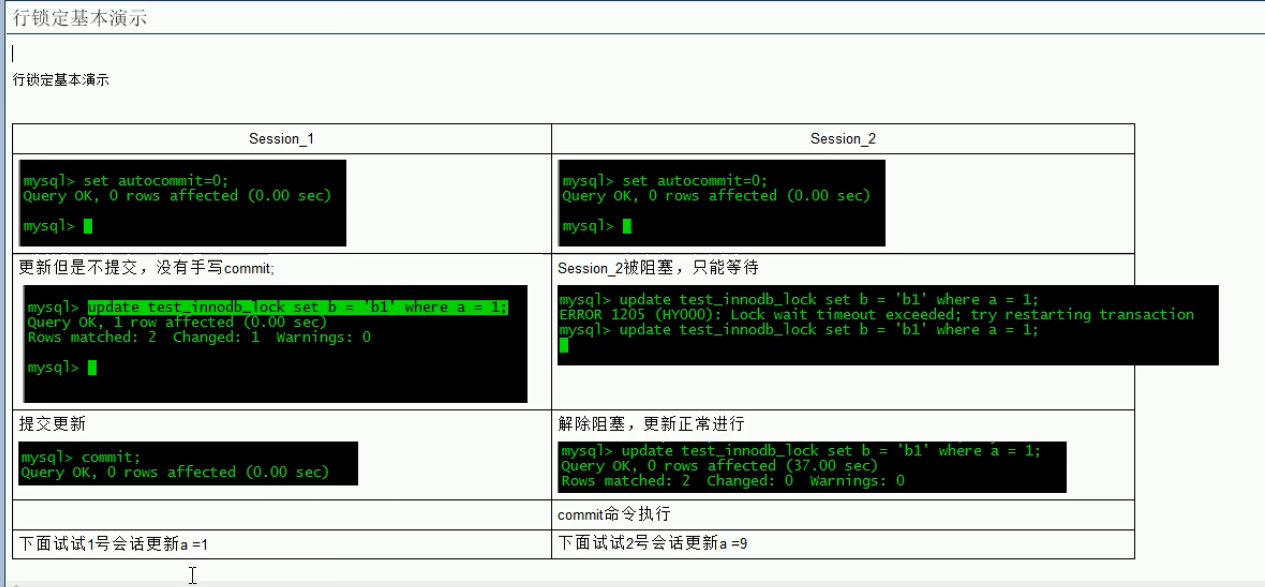 行锁定基本演示
行锁定基本演示
Session_1
Session_2
mysql> set autocommit=0;
Query OK, 0 rows affected (0.00 sec)
mysql>
mysql> set autocommit=0;
Query OK, 0 rows affected (0.00 sec)
mysql>
更新但是不提交，没有手写commit;
mysql> update test_innodb_lock set b = 'b1' where a = 1;
Query OK, 1 row affected (0.00 sec)
Rows matched: 2 Changed: 1 Warnings: 0
mysql>
Session_2被阻塞，只能等待
mysql> update test_innodb_lock set b = 'b1' where a = 1;
ERROR 1205 (HY000): Lock wait timeout exceeded; try restarting transaction
mysql> update test_innodb_lock set b = 'b1' where a = 1;
提交更新
mysql> commit;
Query OK, 0 rows affected (0.00 sec)
解除阻塞，更新正常进行
mysql> update test_innodb_lock set b = 'b1' where a = 1;
Query OK, 0 rows affected (37.00 sec)
Rows matched: 2 Changed: 0 Warnings: 0
commit命令执行
下面试试1号会话更新a =1
下面试试2号会话更新a =9